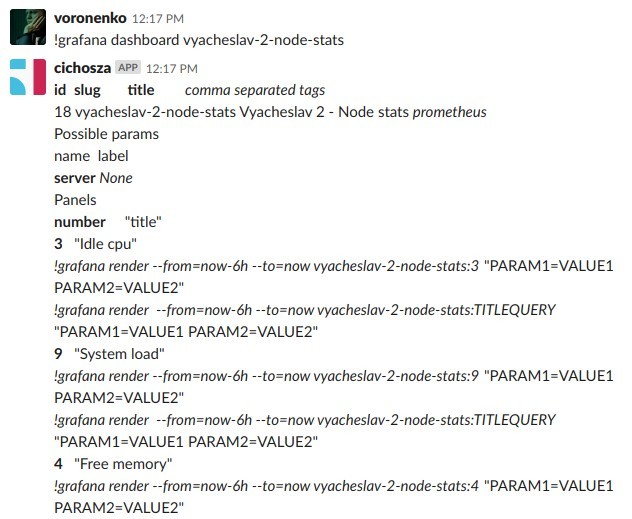 voronenko 12:17 PM
!grafana dashboard vyacheslav-2-node-stats
cichosza APP 12:17 PM
id slug title comma separated tags
18 vyacheslav-2-node-stats Vyacheslav 2 - Node stats prometheus
Possible params
name label
server None
Panels
number "title"
3 "Idle cpu"
!grafana render --from=now-6h --to=now vyacheslav-2-node-stats:3 "PARAM1=VALUE1
PARAM2=VALUE2"
!grafana render --from=now-6h --to=now vyacheslav-2-node-stats:TITLEQUERY
"PARAM1=VALUE1 PARAM2=VALUE2"
9 "System load"
!grafana render --from=now-6h --to=now vyacheslav-2-node-stats:9 "PARAM1=VALUE1
PARAM2=VALUE2"
!grafana render --from=now-6h --to=now vyacheslav-2-node-stats:TITLEQUERY
"PARAM1=VALUE1 PARAM2=VALUE2"
4 "Free memory"
!grafana render --from=now-6h --to=now vyacheslav-2-node-stats:4 "PARAM1=VALUE1
PARAM2=VALUE2"